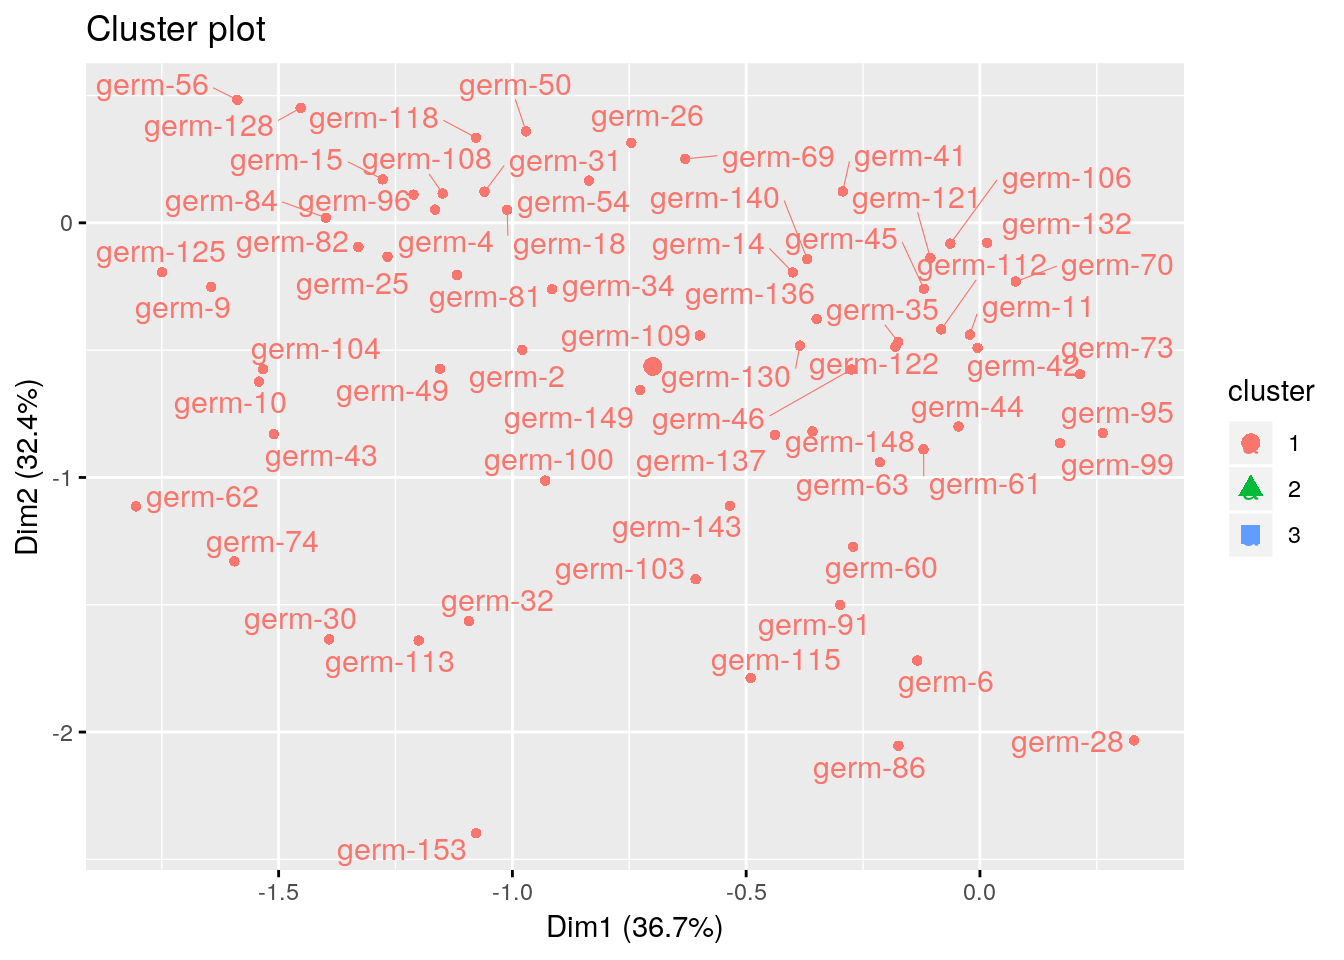 Cluster plot
germ-56
germ-50
germ-128
germ-118
germ-26
germ-15
germ-108
germ-31
germ-69
germ-41
germ-106
germ-84
germ-96
germ-54
germ-140
germ-121
germ-132
germ-125
germ-82
germ-4
germ-18
germ-14
germ-45
germ-112
germ-70
germ-9
germ-25
germ-81
germ-34
germ-136
germ-35
germ-11
germ-104
germ-109
germ-122
germ-42
germ-73
germ-10
germ-49
germ-2
germ-130
germ-43
germ-149
germ-46
germ-148
germ-44
germ-95
germ-100
germ-137
germ-63
germ-61
germ-99
germ-62
germ-74
germ-143
germ-103
germ-60
germ-30
germ-32
germ-91
germ-113
germ-115
germ-6
germ-86
germ-28
germ-153
0
-1
-2
Dim2 (32.4%)
-1.5
-1.0
-0.5
0.0
Dim1 (36.7%)
cluster
1
2
3